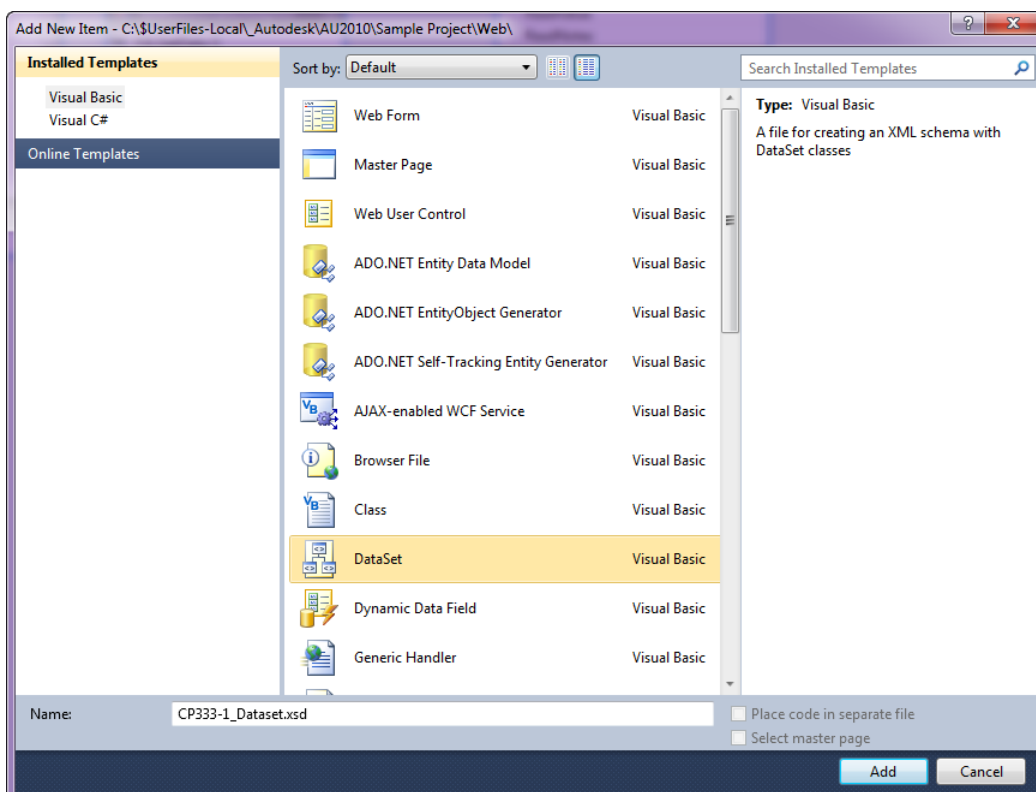 Add New Item - C:\$UserFiles-Local\_Autodesk\AU2010\Sample Project\Web\
Installed Templates
Visual Basic
Visual C#
Online Templates
Sort by: Default
Search Installed Templates
Web Form Visual Basic
Master Page Visual Basic
Web User Control Visual Basic
ADO.NET Entity Data Model Visual Basic
ADO.NET EntityObject Generator Visual Basic
ADO.NET Self-Tracking Entity Generator Visual Basic
AJAX-enabled WCF Service Visual Basic
Browser File Visual Basic
Class Visual Basic
DataSet Visual Basic
Dynamic Data Field Visual Basic
Generic Handler Visual Basic
Type: Visual Basic
A file for creating an XML schema with
DataSet classes
Name: CP333-1_Dataset.xsd
Place code in separate file
Select master page
Add Cancel